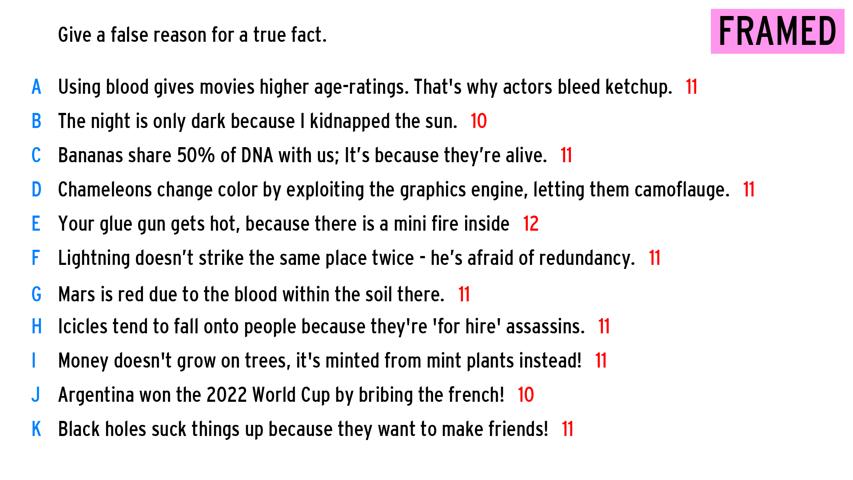 Give a false reason for a true fact.
FRAMED
A Using blood gives movies higher age-ratings. That's why actors bleed ketchup. 11
B The night is only dark because I kidnapped the sun. 10
C Bananas share 50% of DNA with us; It's because they're alive. 11
D Chameleons change color by exploiting the graphics engine, letting them camoflauge. 11
E Your glue gun gets hot, because there is a mini fire inside 12
F Lightning doesn't strike the same place twice - he's afraid of redundancy. 11
G Mars is red due to the blood within the soil there. 11
H Icicles tend to fall onto people because they're 'for hire' assassins. 11
I Money doesn't grow on trees, it's minted from mint plants instead! 11
J Argentina won the 2022 World Cup by bribing the french! 10
K Black holes suck things up because they want to make friends! 11